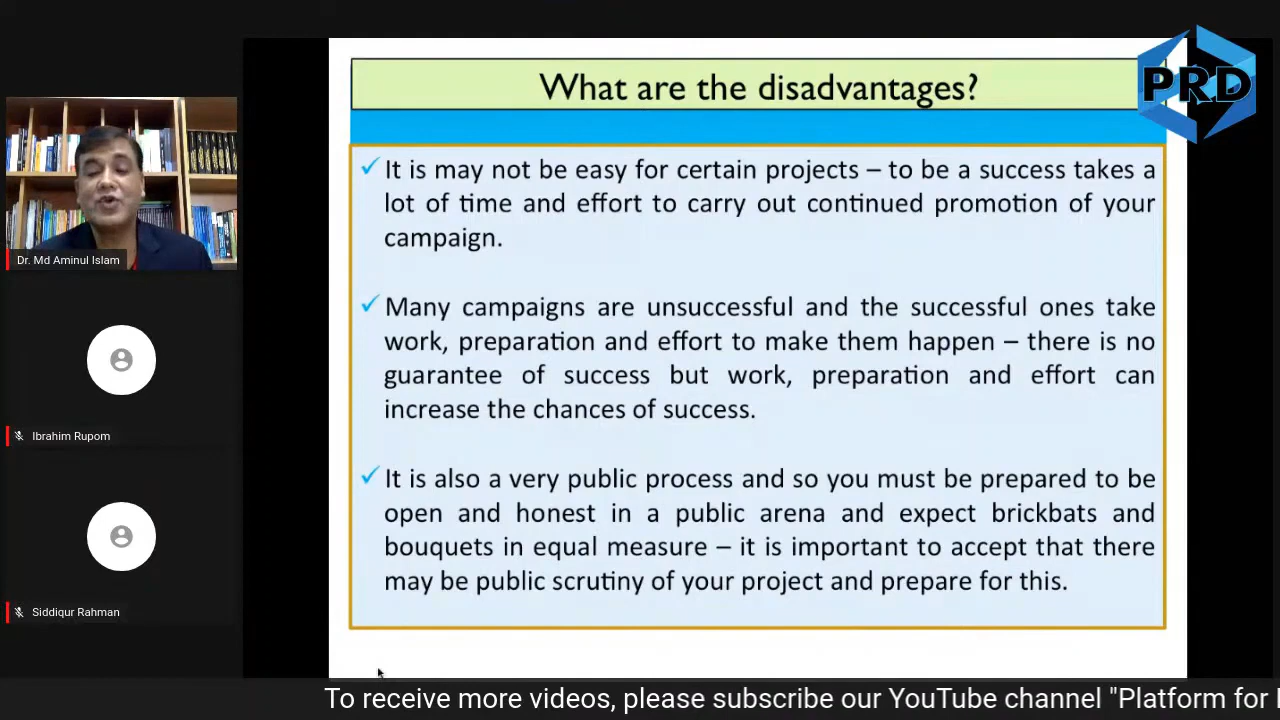 What are the disadvantages?
PRD
It is may not be easy for certain projects – to be a success takes a
lot of time and effort to carry out continued promotion of your
campaign.
Many campaigns are unsuccessful and the successful ones take
work, preparation and effort to make them happen – there is no
guarantee of success but work, preparation and effort can
increase the chances of success.
It is also a very public process and so you must be prepared to be
open and honest in a public arena and expect brickbats and
bouquets in equal measure – it is important to accept that there
may be public scrutiny of your project and prepare for this.
Dr. Md Aminul Islam
Ibrahim Rupom
Siddiqur Rahman
To receive more videos, please subscribe our YouTube channel "Platform for